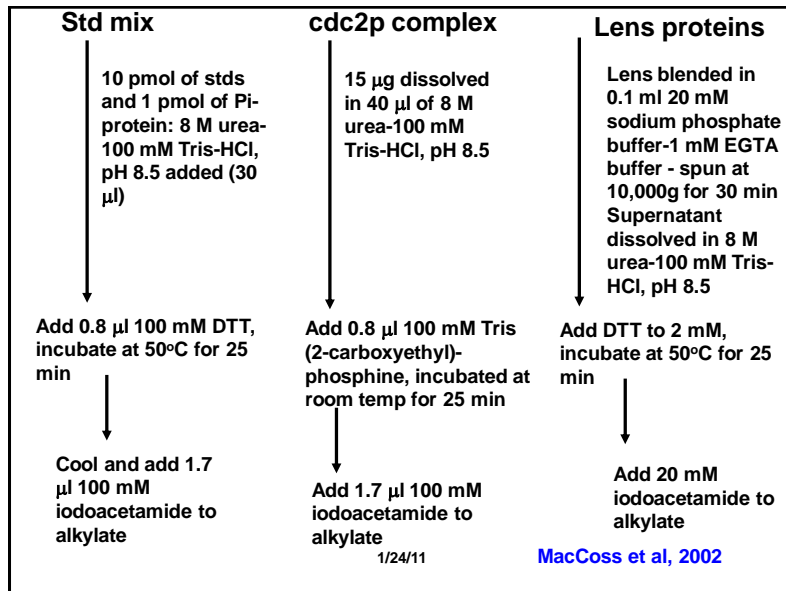 Std mix
10 pmol of stds
and 1 pmol of Pi-
protein: 8 M urea-
100 mM Tris-HCl,
pH 8.5 added (30
µl)
Add 0.8 µl 100 mM DTT,
incubate at 50°C for 25
min
Cool and add 1.7
µl 100 mM
iodoacetamide to
alkylate
cdc2p complex
15 µg dissolved
in 40 µl of 8 M
urea-100 mM
Tris-HCl, pH 8.5
Add 0.8 µl 100 mM Tris
(2-carboxyethyl)-
phosphine, incubated at
room temp for 25 min
Add 1.7 µl 100 mM
iodoacetamide to
alkylate
Lens proteins
Lens blended in
0.1 ml 20 mM
sodium phosphate
buffer-1 mM EGTA
buffer - spun at
10,000g for 30 min
Supernatant
dissolved in 8 M
urea-100 mM Tris-
HCl, pH 8.5
Add DTT to 2 mM,
incubate at 50°C for 25
min
Add 20 mM
iodoacetamide to
alkylate
1/24/11
MacCoss et al, 2002